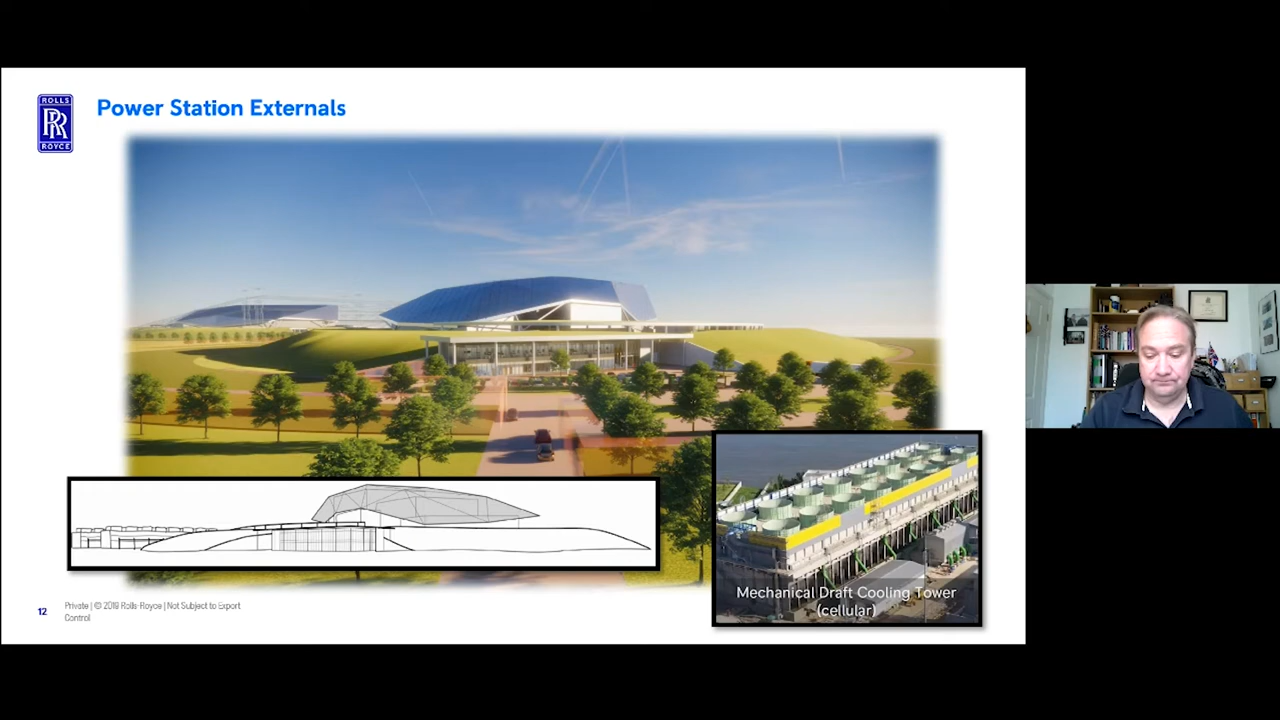 ROLLS
RR
ROYCE
Power Station Externals
Mechanical Draft Cooling Tower
(cellular)
12
Private | © 2019 Rolls-Royce | Not Subject to Export
Control